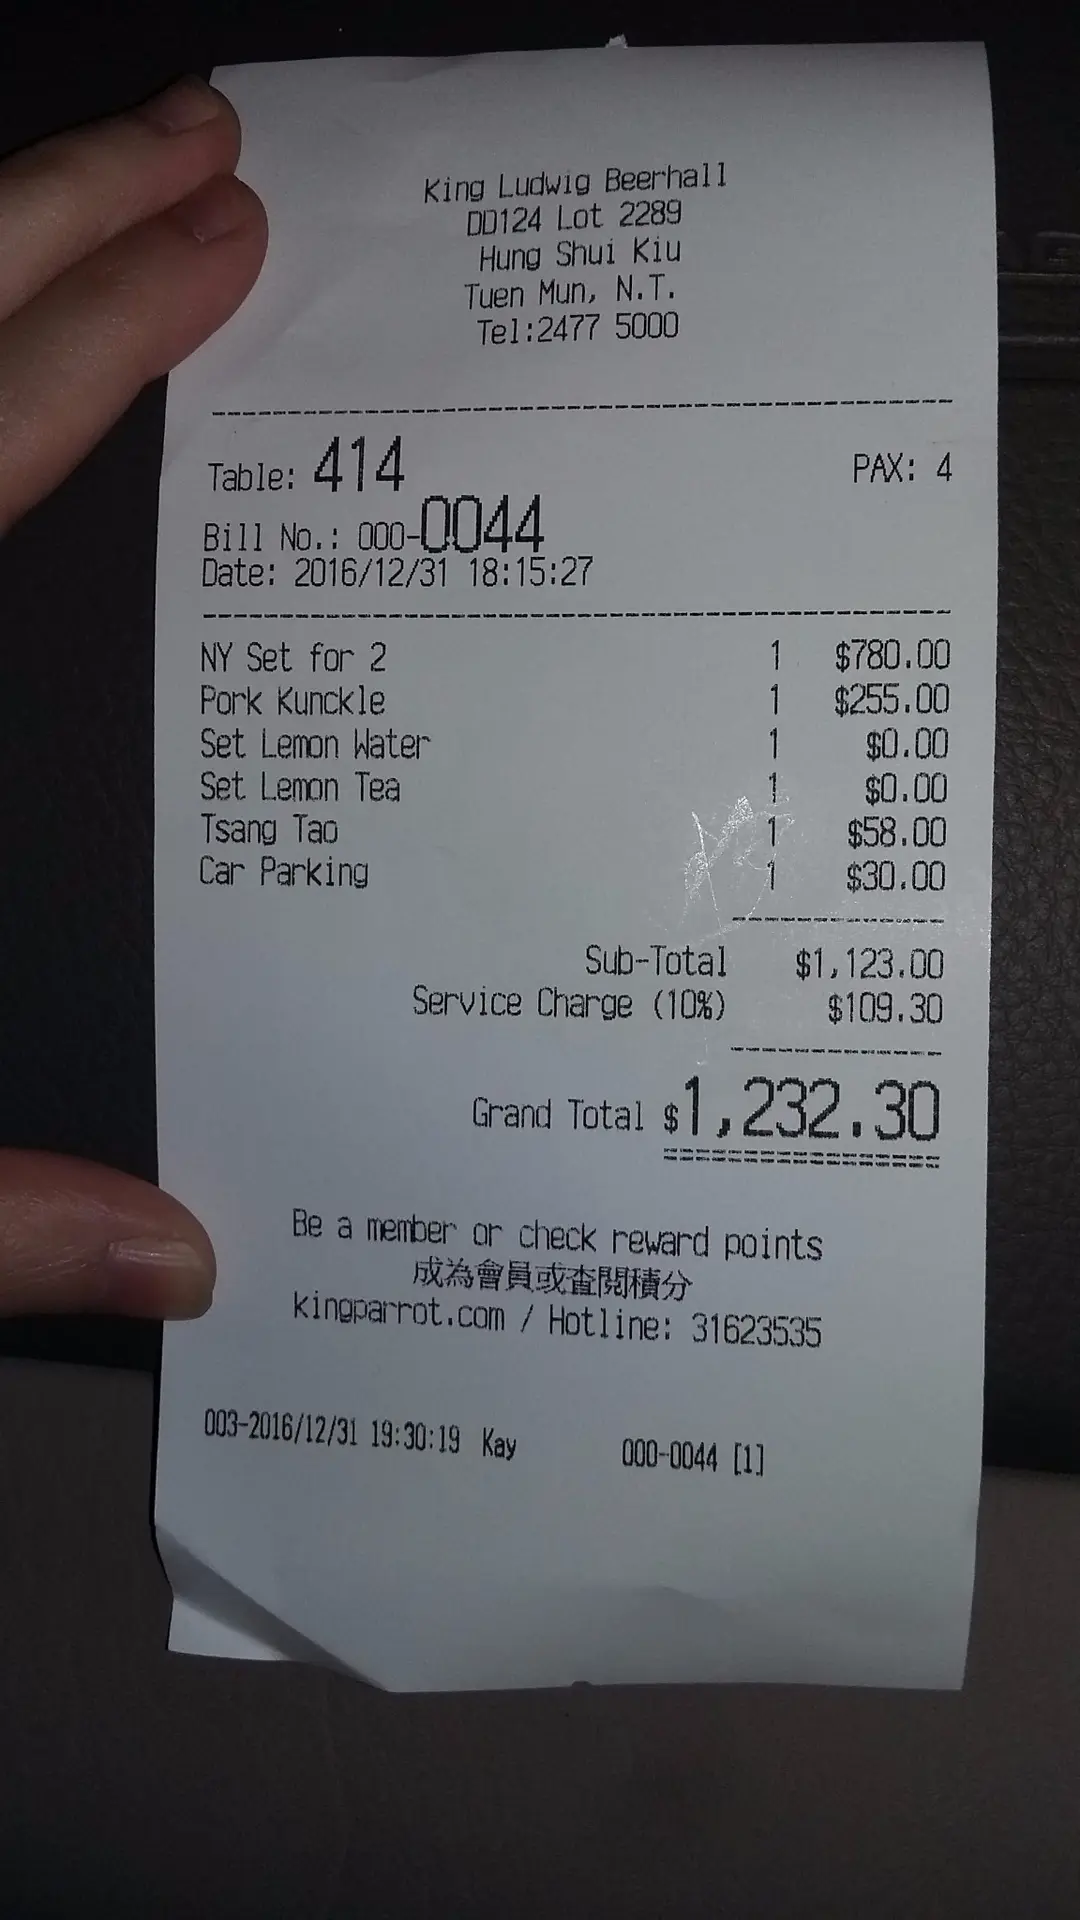 King Ludwig Beerhall
DD124 Lot 2289
Hung Shui Kiu
Tuen Mun, N.T.
Tel:2477 5000
Table: 414 PAX: 4
Bill No.: 000-0044
Date: 2016/12/31 18:15:27
NY Set for 2 1 $780.00
Pork Kunckle 1 $255.00
Set Lemon Water 1 $0.00
Set Lemon Tea 1 $0.00
Tsang Tao 1 $58.00
Car Parking 1 $30.00
Sub-Total $1,123.00
Service Charge (10%) $109.30
Grand Total $1,232.30
Be a member or check reward points
成為會員或查閱積分
kingparrot.com / Hotline: 31623535
003-2016/12/31 19:30:19 Kay 000-0044 [1]